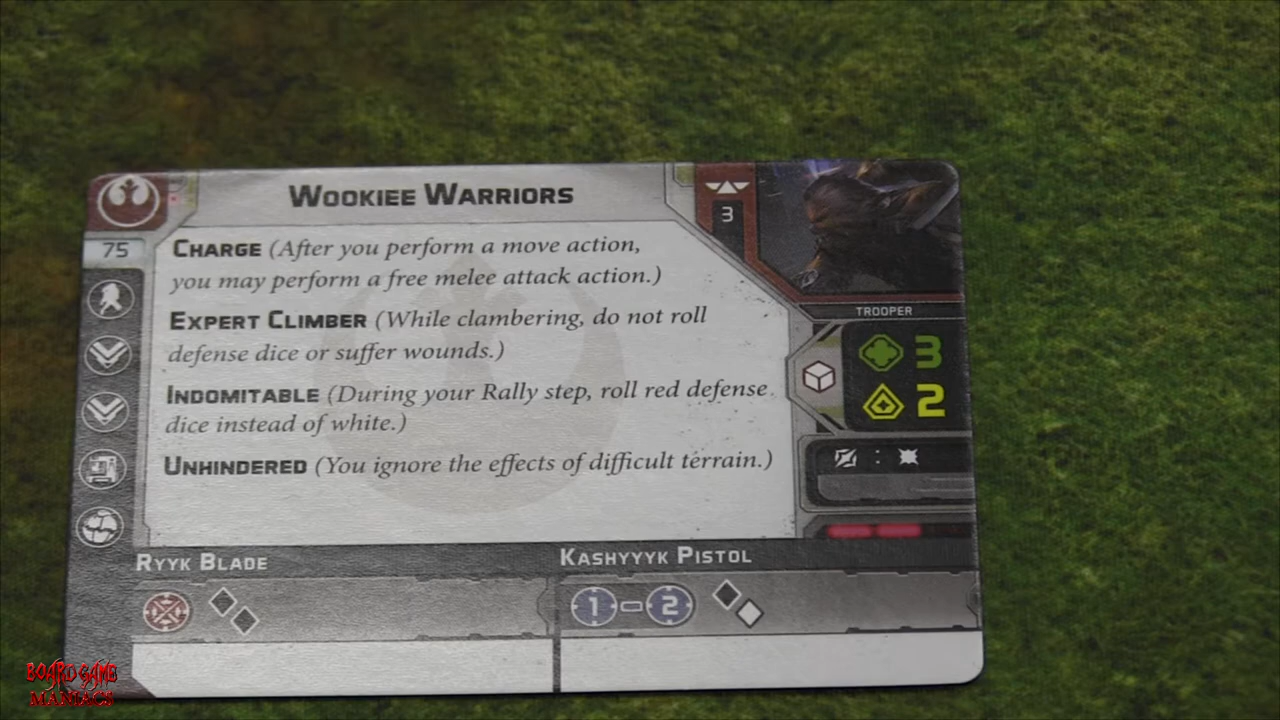 WOOKIEE WARRIORS
3
75
CHARGE (After you perform a move action,
you may perform a free melee attack action.)
EXPERT CLIMBER (While clambering, do not roll
defense dice or suffer wounds.)
INDOMITABLE (During your Rally step, roll red defense
dice instead of white.)
UNHINDERED (You ignore the effects of difficult terrain.)
TROOPER
3
2
:
RYYK BLADE
KASHYYYK PISTOL
1 - 2
BOARD GAME
MANIACS